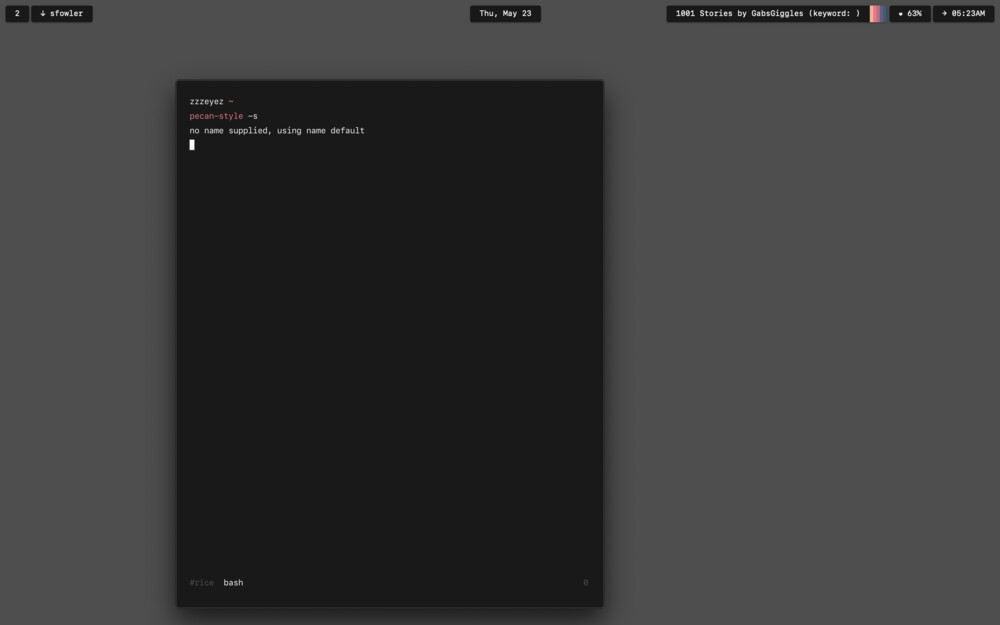 2 ↓ sfowler Thu, May 23 1001 Stories by GabsGiggles (keyword: ) ♥ 63% → 05:23AM
zzzeyez ~
pecan-style -s
no name supplied, using name default
#rice bash 0